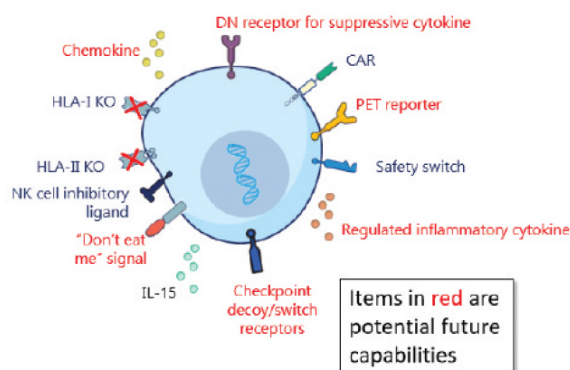 DN receptor for suppressive cytokine
Chemokine
CAR
HLA-I KO
PET reporter
HLA-II KO
Safety switch
NK cell inhibitory
ligand
"Don't eat
me" signal
Regulated inflammatory cytokine
IL-15
Checkpoint
decoy/switch
receptors
Items in red are
potential future
capabilities